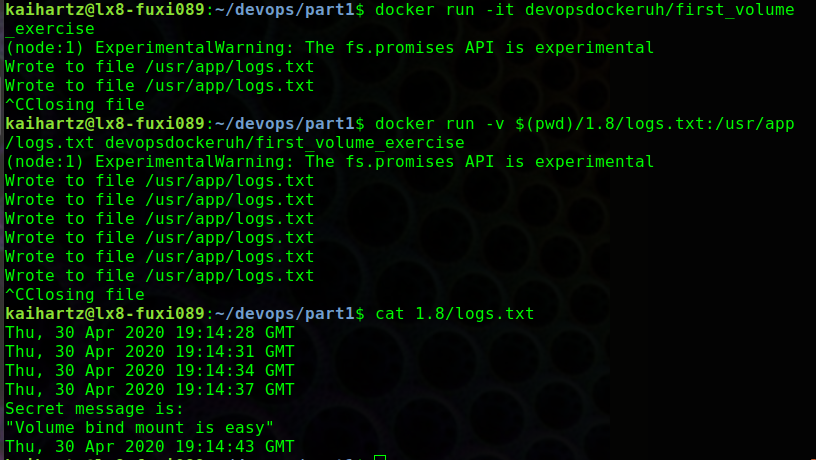 kaihartz@lx8-fuxi089:~/devops/part1$ docker run -it devopsdockeruh/first_volume
_exercise
(node:1) ExperimentalWarning: The fs.promises API is experimental
Wrote to file /usr/app/logs.txt
Wrote to file /usr/app/logs.txt
^CClosing file
kaihartz@lx8-fuxi089:~/devops/part1$ docker run -v $(pwd)/1.8/logs.txt:/usr/app
/logs.txt devopsdockeruh/first_volume_exercise
(node:1) ExperimentalWarning: The fs.promises API is experimental
Wrote to file /usr/app/logs.txt
Wrote to file /usr/app/logs.txt
Wrote to file /usr/app/logs.txt
Wrote to file /usr/app/logs.txt
Wrote to file /usr/app/logs.txt
Wrote to file /usr/app/logs.txt
^CClosing file
kaihartz@lx8-fuxi089:~/devops/part1$ cat 1.8/logs.txt
Thu, 30 Apr 2020 19:14:28 GMT
Thu, 30 Apr 2020 19:14:31 GMT
Thu, 30 Apr 2020 19:14:34 GMT
Thu, 30 Apr 2020 19:14:37 GMT
Secret message is:
"Volume bind mount is easy"
Thu, 30 Apr 2020 19:14:43 GMT